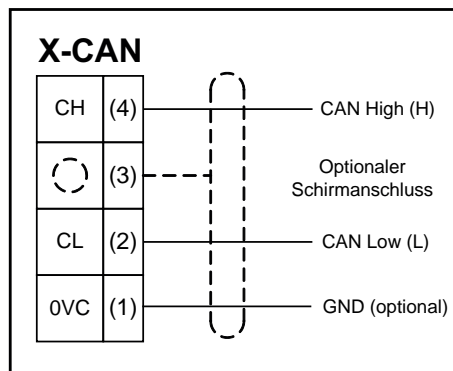 X-CAN
CH (4) CAN High (H)
(3) Optionaler
Schirmanschluss
CL (2) CAN Low (L)
0VC (1) GND (optional)